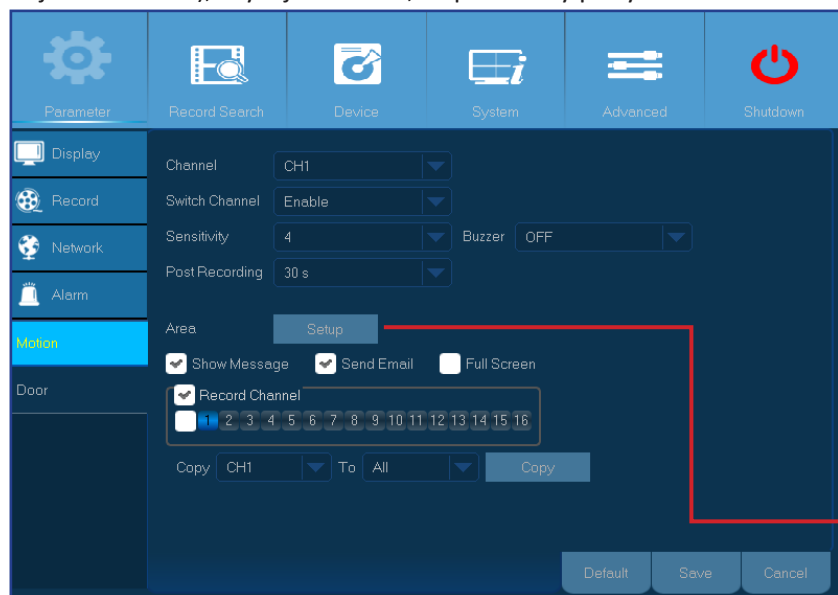 Parameter Record Search Device System Advanced Shutdown
Display
Record
Network
Alarm
Motion
Door
Channel CH1
Switch Channel Enable
Sensitivity 4 Buzzer OFF
Post Recording 30 s
Area Setup
Show Message Send Email Full Screen
Record Channel
1 2 3 4 5 6 7 8 9 10 11 12 13 14 15 16
Copy CH1 To All Copy
Default Save Cancel